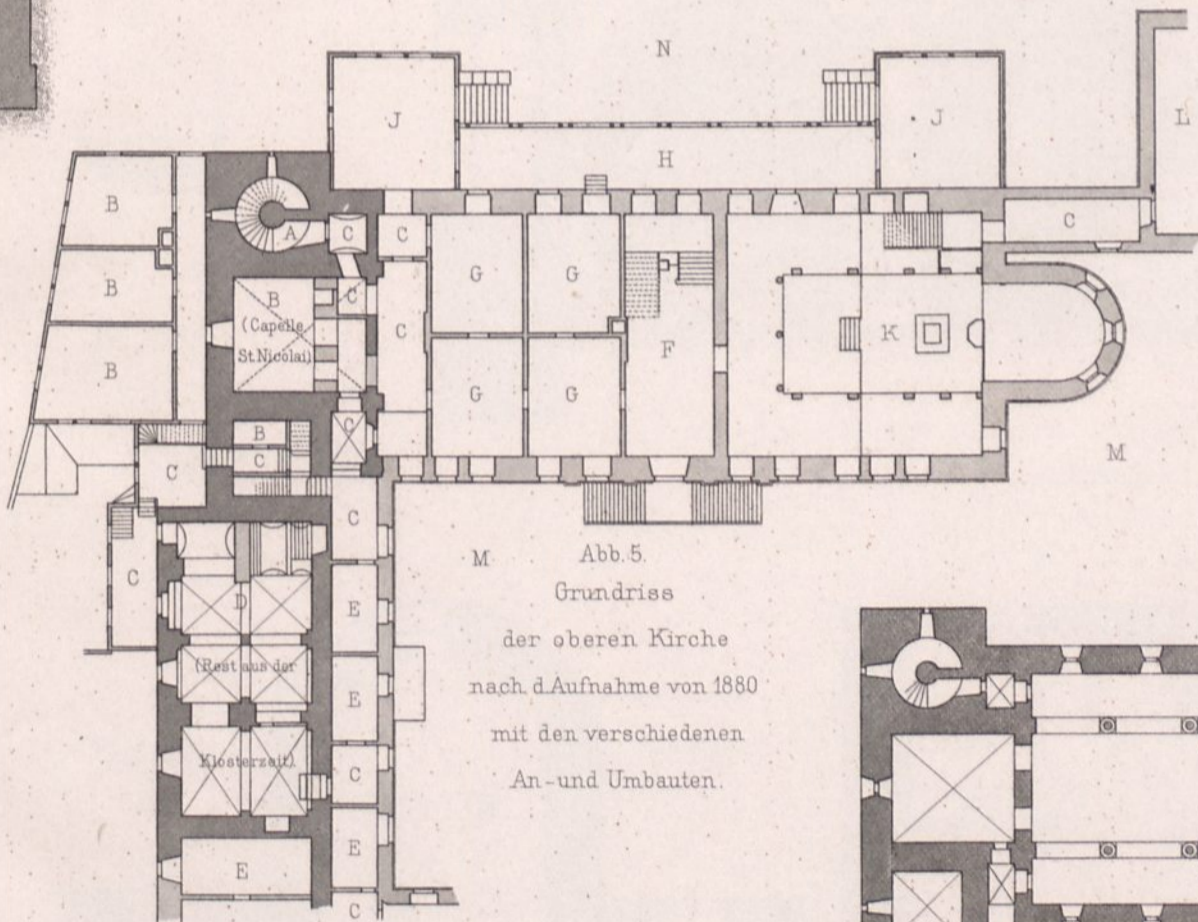 N
L
J
J
H
B
A
C
C
C
G
G
B
B
(Capelle
St. Nicolai)
C
C
F
K
B
G
G
B
C
C
C
M
C
C
M
Abb. 5.
Grundriss
der oberen Kirche
nach d. Aufnahme von 1880
mit den verschiedenen
An- und Umbauten.
C
D
E
(Rest aus der
Klosterzeit).
E
C
E
E
C